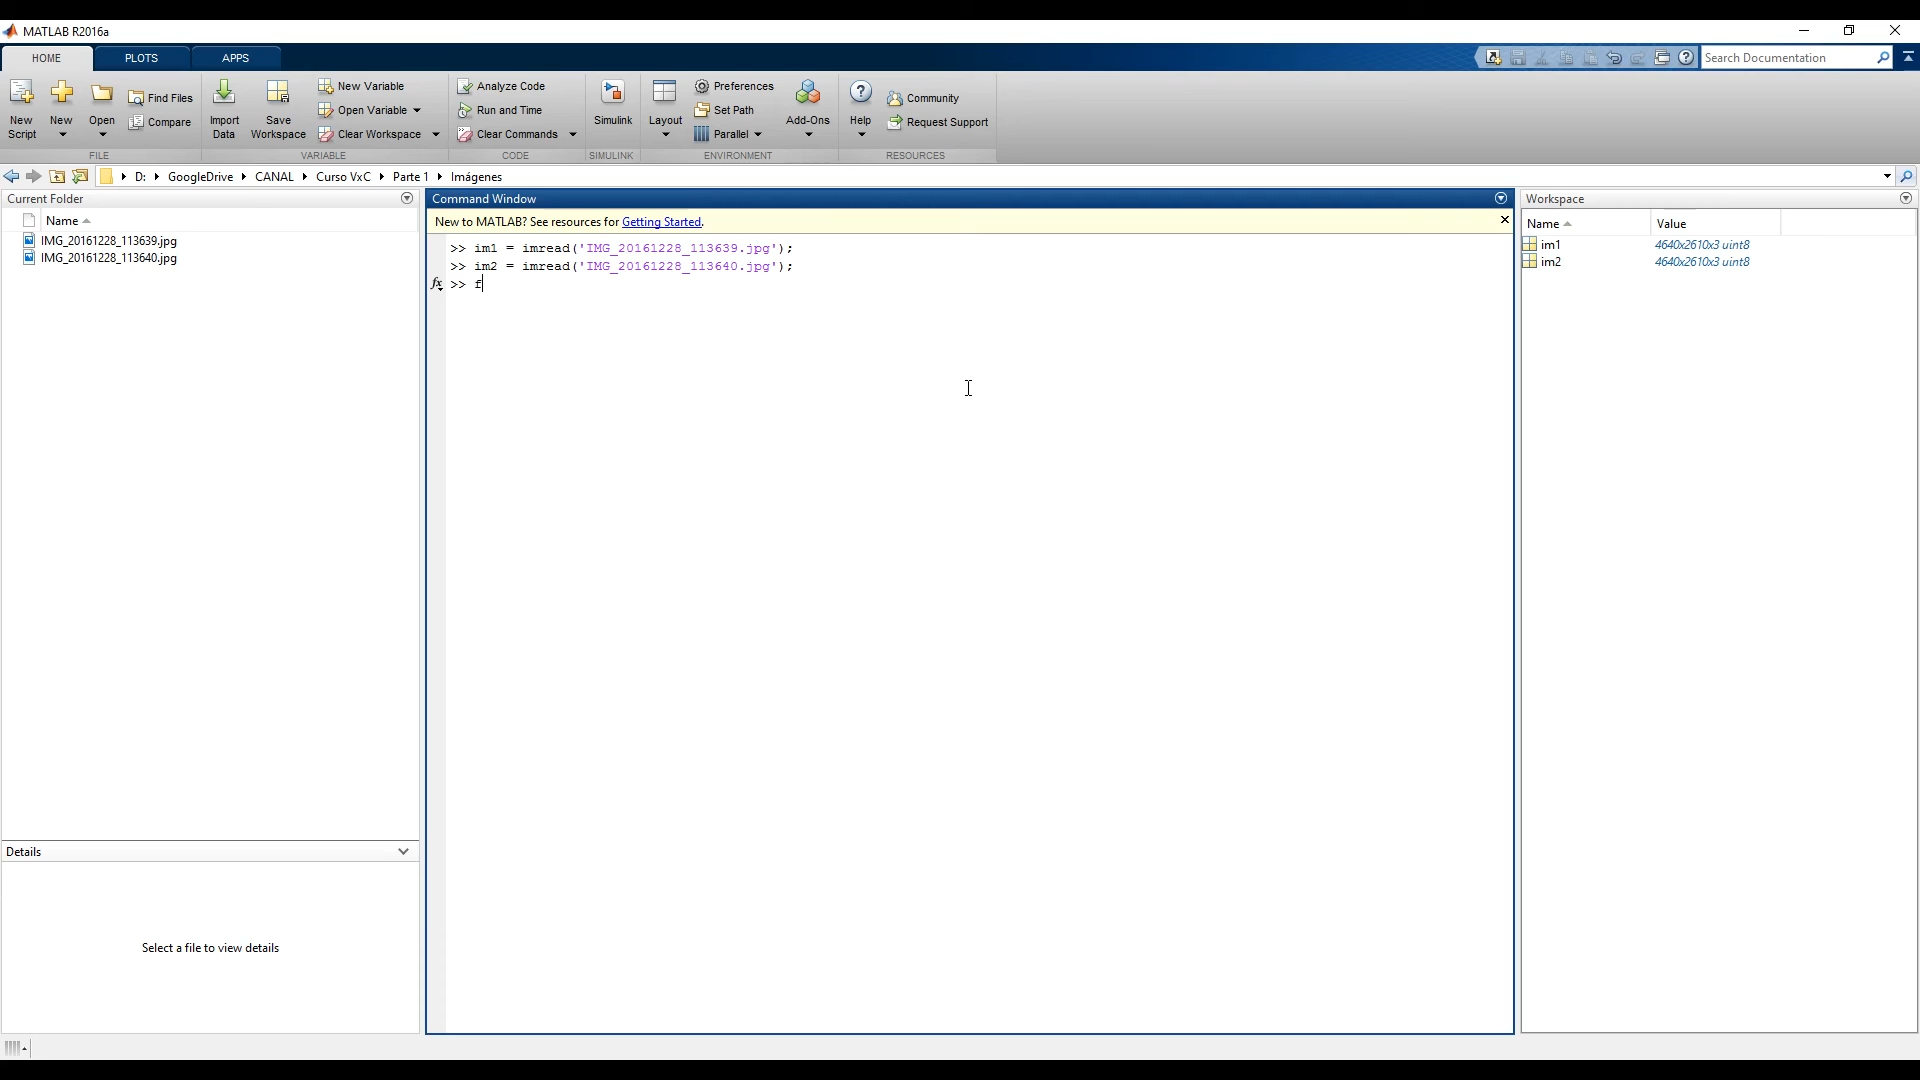 MATLAB R2016a
HOME PLOTS APPS
Search Documentation
New Script
New
Open
Find Files
Compare
Import Data
Save Workspace
New Variable
Open Variable
Clear Workspace
Analyze Code
Run and Time
Clear Commands
Simulink
Layout
Preferences
Set Path
Parallel
Add-Ons
Help
Community
Request Support
FILE VARIABLE CODE SIMULINK ENVIRONMENT RESOURCES
D: GoogleDrive CANAL Curso VxC Parte 1 Imágenes
Current Folder
Name
IMG_20161228_113639.jpg
IMG_20161228_113640.jpg
Details
Select a file to view details
Command Window
New to MATLAB? See resources for Getting Started.
>> im1 = imread('IMG_20161228_113639.jpg');
>> im2 = imread('IMG_20161228_113640.jpg');
fx >> f
Workspace
Name Value
im1 4640x2610x3 uint8
im2 4640x2610x3 uint8